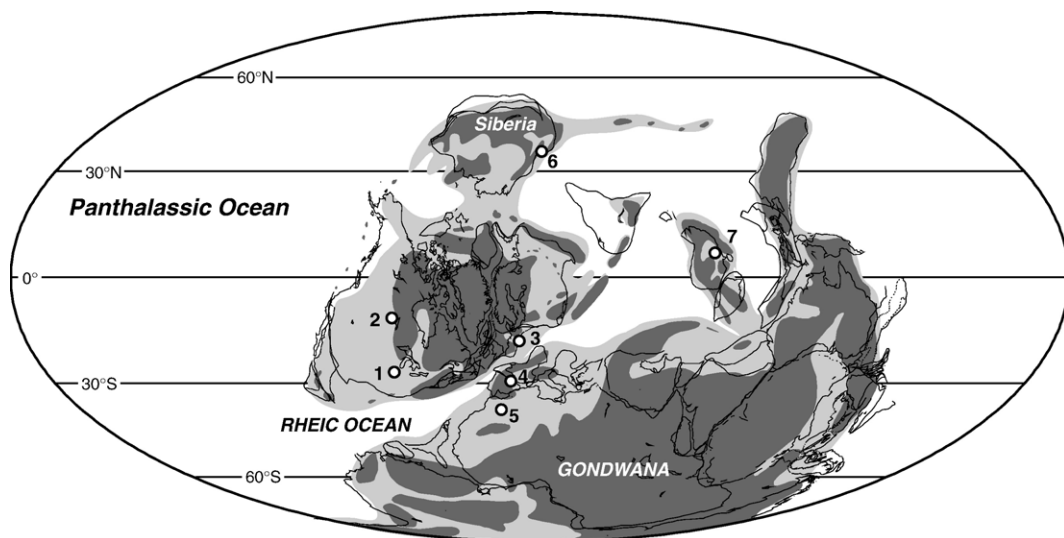 60°N
Siberia
6
30°N
Panthalassic Ocean
7
0°
2
3
1
4
30°S
5
RHEIC OCEAN
GONDWANA
60°S